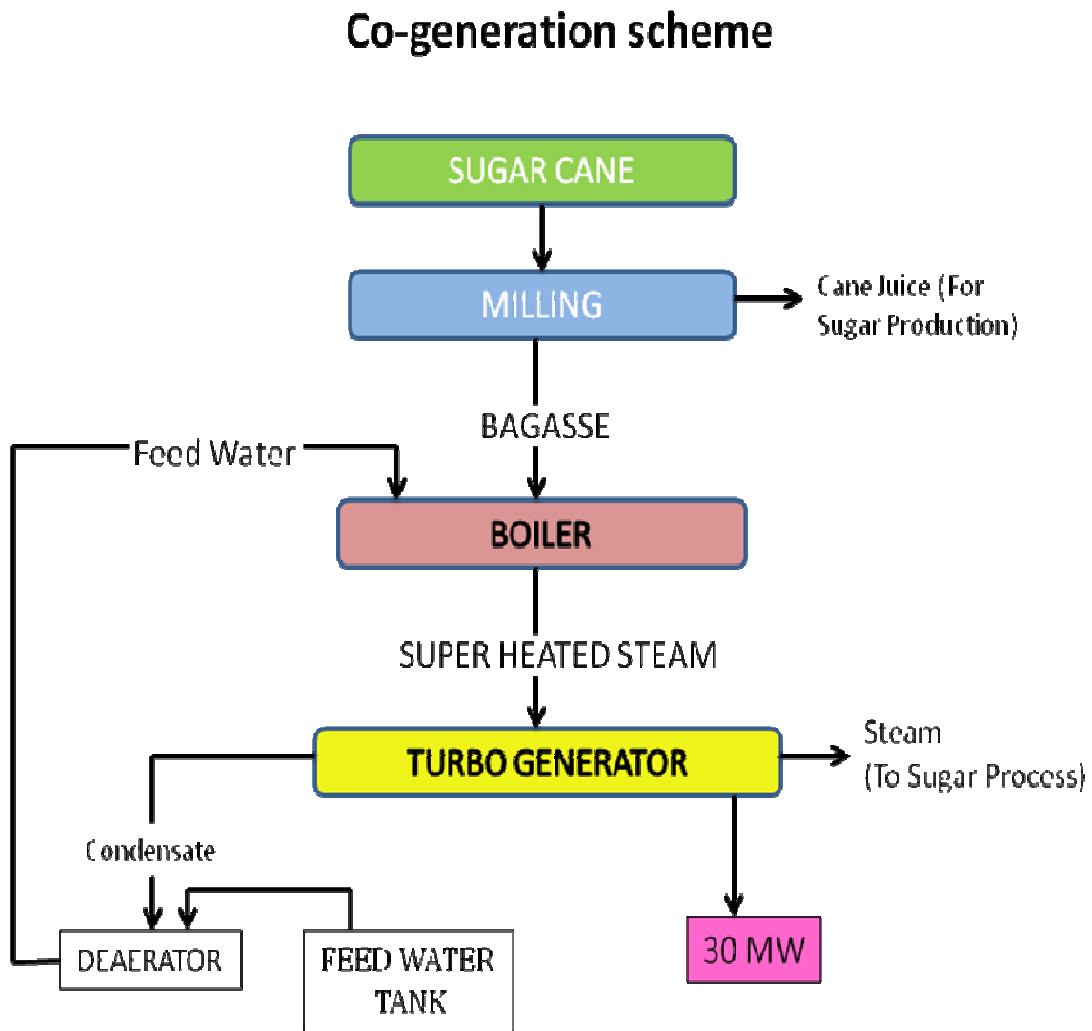 Co-generation scheme
SUGAR CANE
MILLING
Cane Juice (For
Sugar Production)
BAGASSE
Feed Water
BOILER
SUPER HEATED STEAM
TURBO GENERATOR
Steam
(To Sugar Process)
Condensate
DEAERATOR
FEED WATER
TANK
30 MW